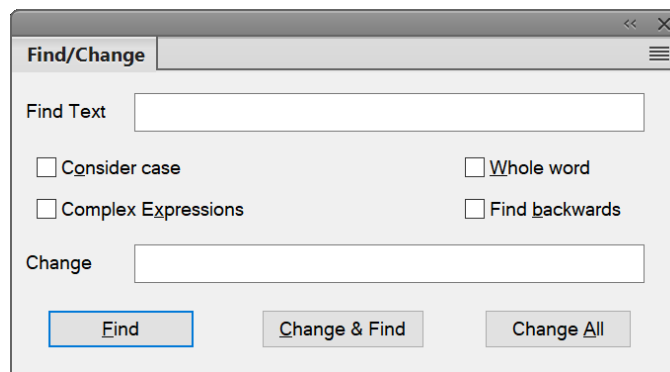 Find/Change
Find Text
Consider case
Whole word
Complex Expressions
Find backwards
Change
Find
Change & Find
Change All